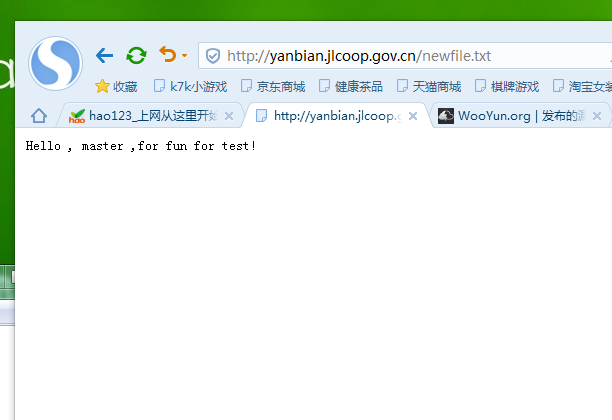 http://yanbian.jlcoop.gov.cn/newfile.txt
收藏 k7k小游戏 京东商城 健康茶品 天猫商城 棋牌游戏 淘宝女装
hao123_上网从这里开始 http://yanbian.jlcoop.g WooYun.org | 发布的漏
Hello , master ,for fun for test!